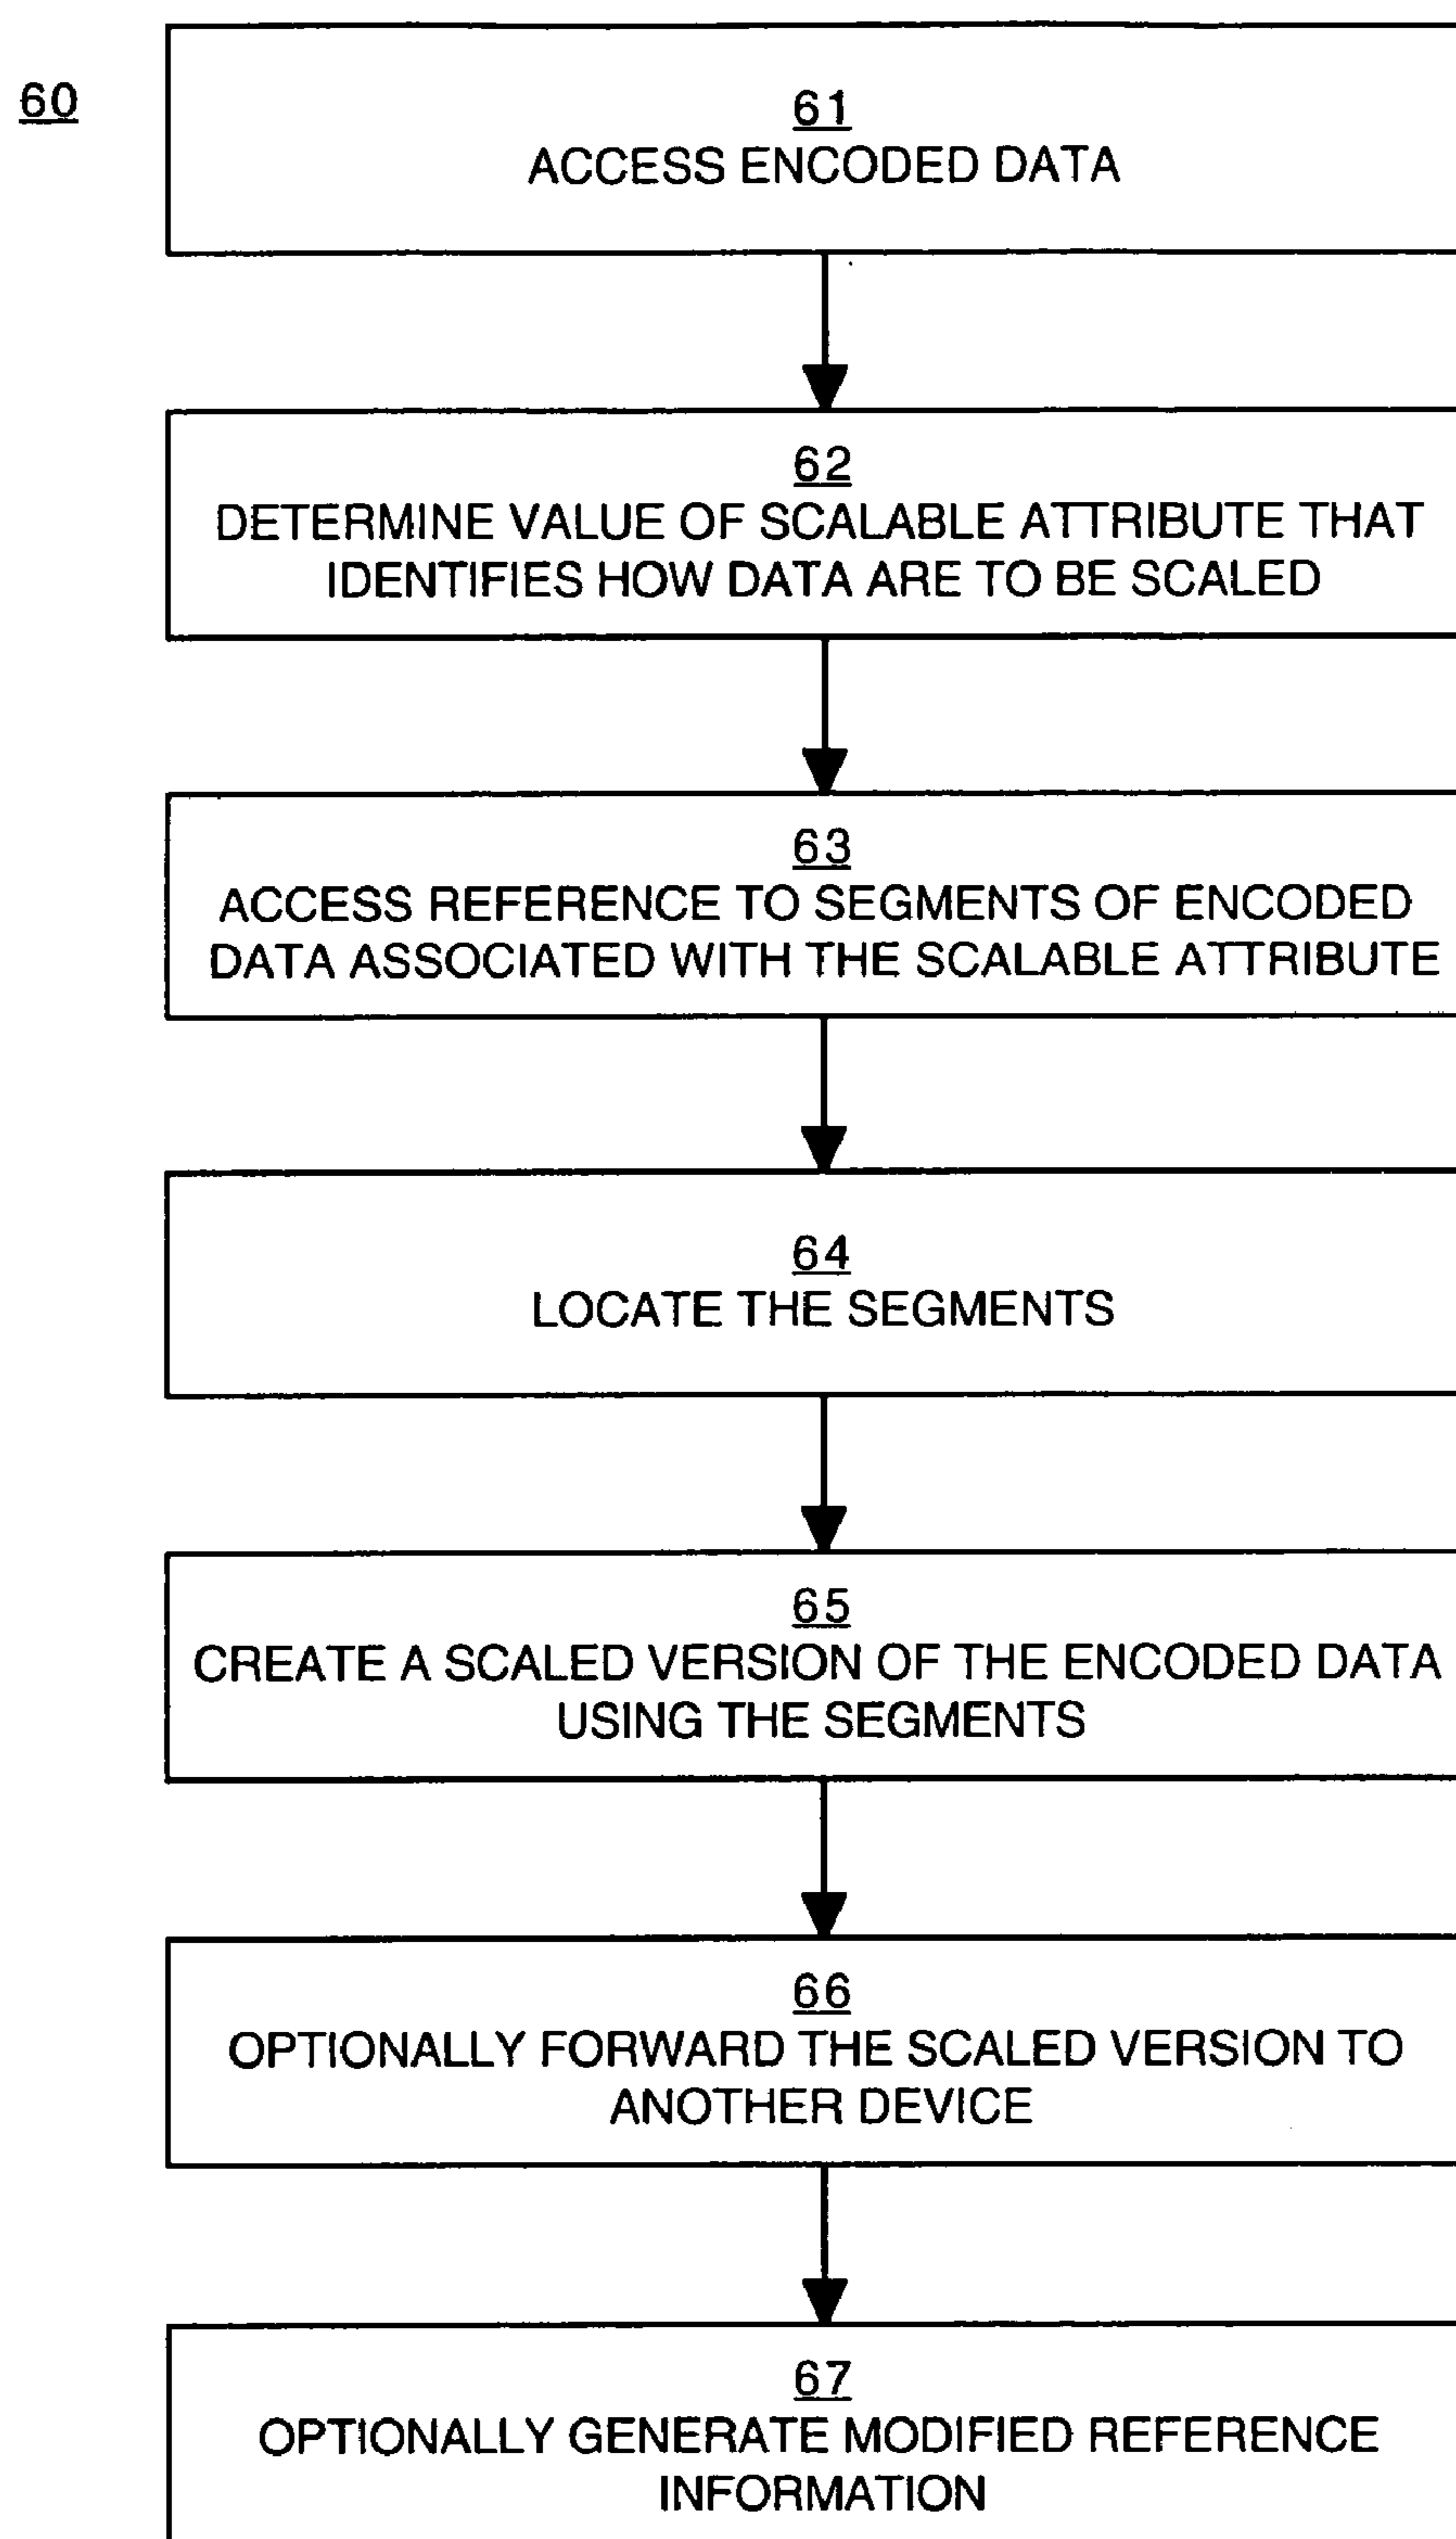 60
61
ACCESS ENCODED DATA
62
DETERMINE VALUE OF SCALABLE ATTRIBUTE THAT
IDENTIFIES HOW DATA ARE TO BE SCALED
63
ACCESS REFERENCE TO SEGMENTS OF ENCODED
DATA ASSOCIATED WITH THE SCALABLE ATTRIBUTE
64
LOCATE THE SEGMENTS
65
CREATE A SCALED VERSION OF THE ENCODED DATA
USING THE SEGMENTS
66
OPTIONALLY FORWARD THE SCALED VERSION TO
ANOTHER DEVICE
67
OPTIONALLY GENERATE MODIFIED REFERENCE
INFORMATION